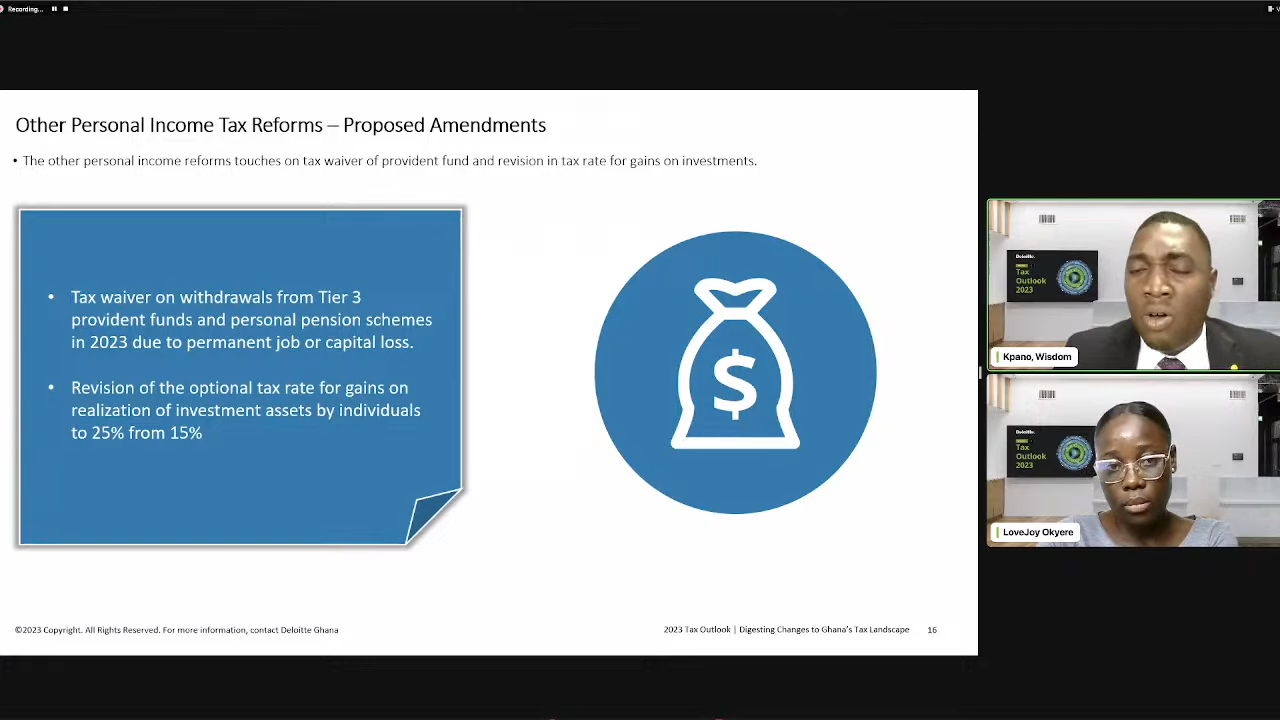 Recording...
Other Personal Income Tax Reforms – Proposed Amendments
• The other personal income reforms touches on tax waiver of provident fund and revision in tax rate for gains on investments.
• Tax waiver on withdrawals from Tier 3
provident funds and personal pension schemes
in 2023 due to permanent job or capital loss.
• Revision of the optional tax rate for gains on
realization of investment assets by individuals
to 25% from 15%
$
Deloitte.
Tax
Outlook
2023
Kpano, Wisdom
Tax
Outlook
2023
LoveJoy Okyere
©2023 Copyright. All Rights Reserved. For more information, contact Deloitte Ghana
2023 Tax Outlook | Digesting Changes to Ghana's Tax Landscape 16